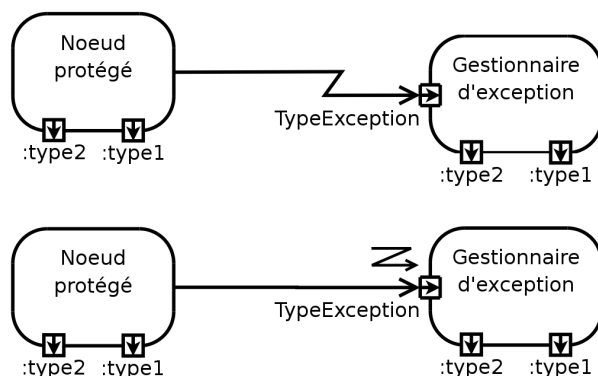 Noeud
protégé
Gestionnaire
d'exception
TypeException
:type2 :type1
:type2 :type1
Noeud
protégé
Gestionnaire
d'exception
TypeException
:type2 :type1
:type2 :type1